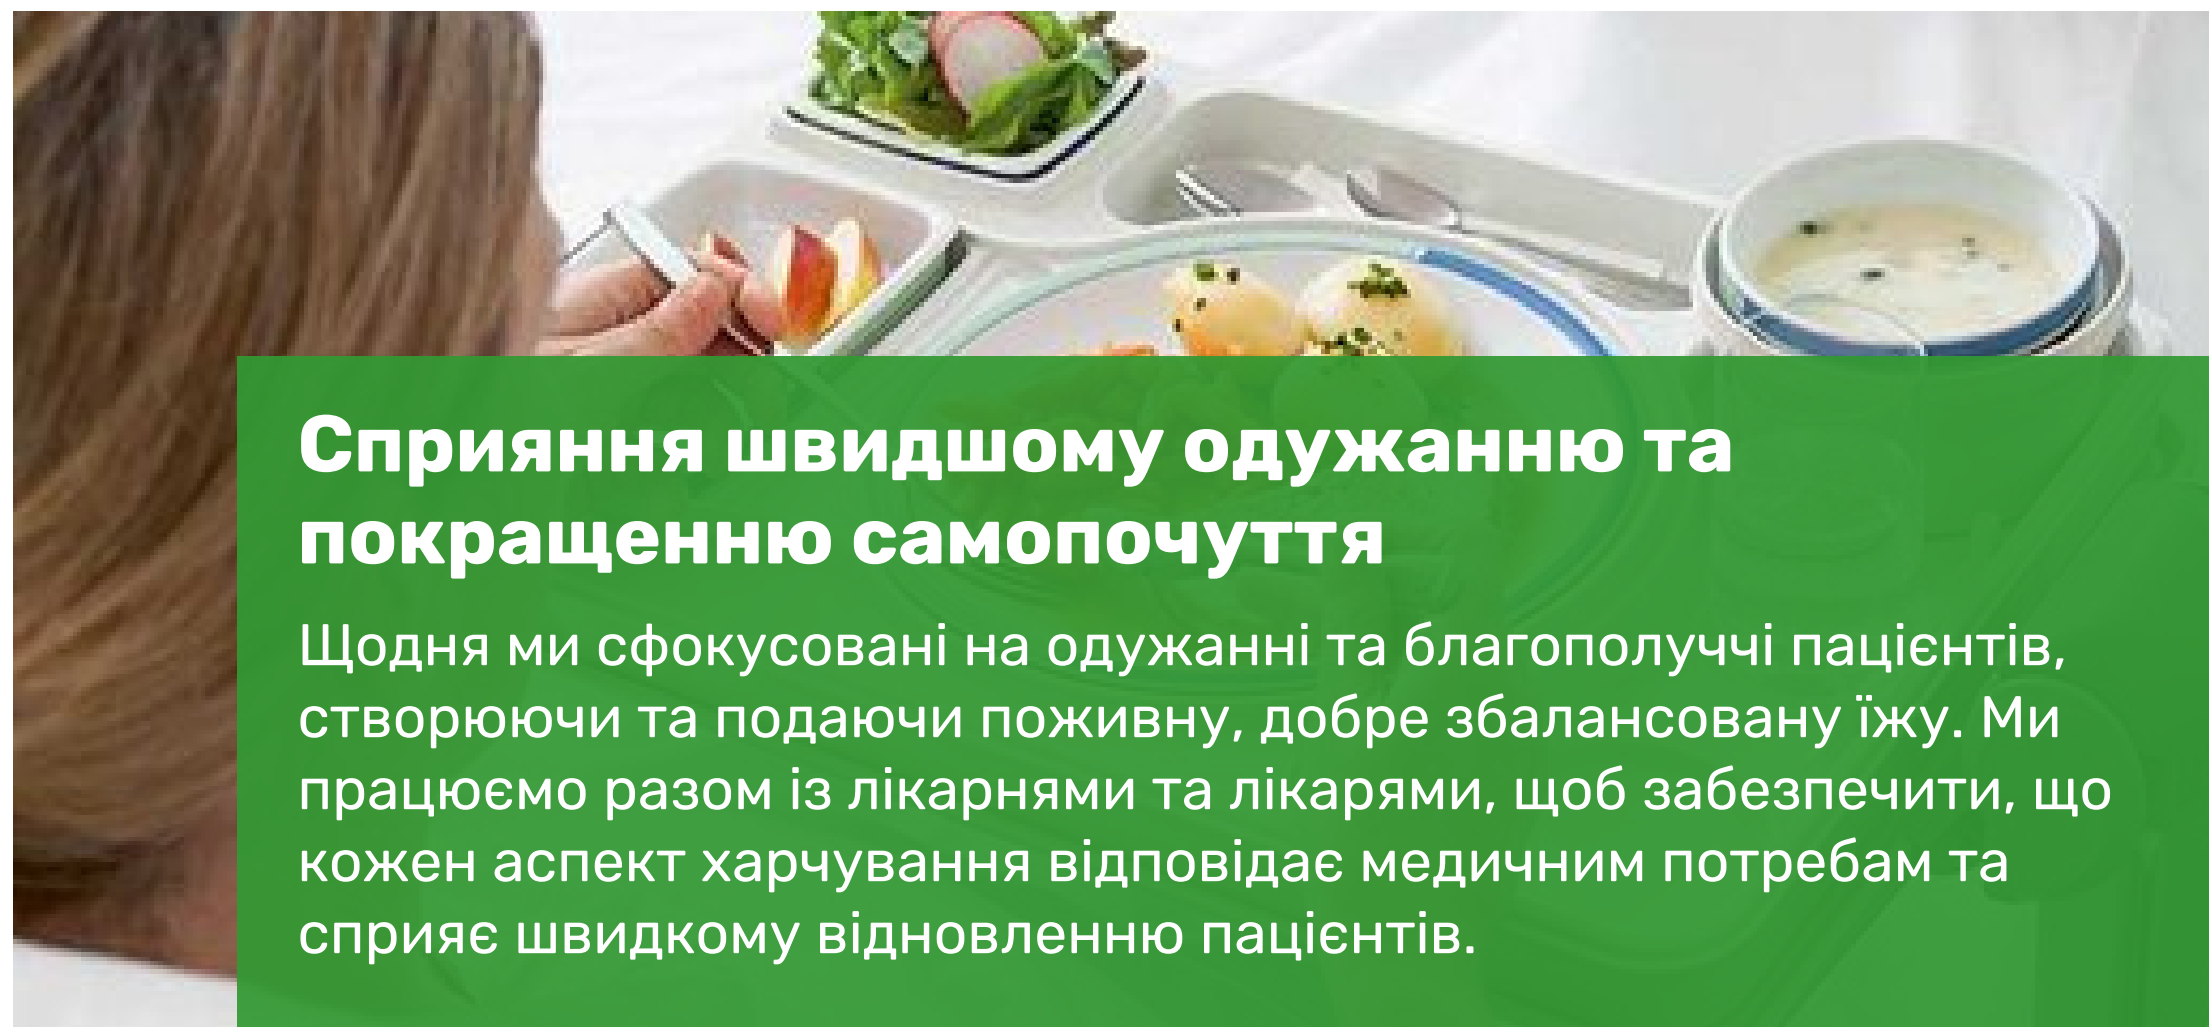 Сприяння швидшому одужанню та
покращенню самопочуття
Щодня ми сфокусовані на одужанні та благополуччі пацієнтів,
створюючи та подаючи поживну, добре збалансовану їжу. Ми
працюємо разом із лікарнями та лікарями, щоб забезпечити, що
кожен аспект харчування відповідає медичним потребам та
сприяє швидкому відновленню пацієнтів.